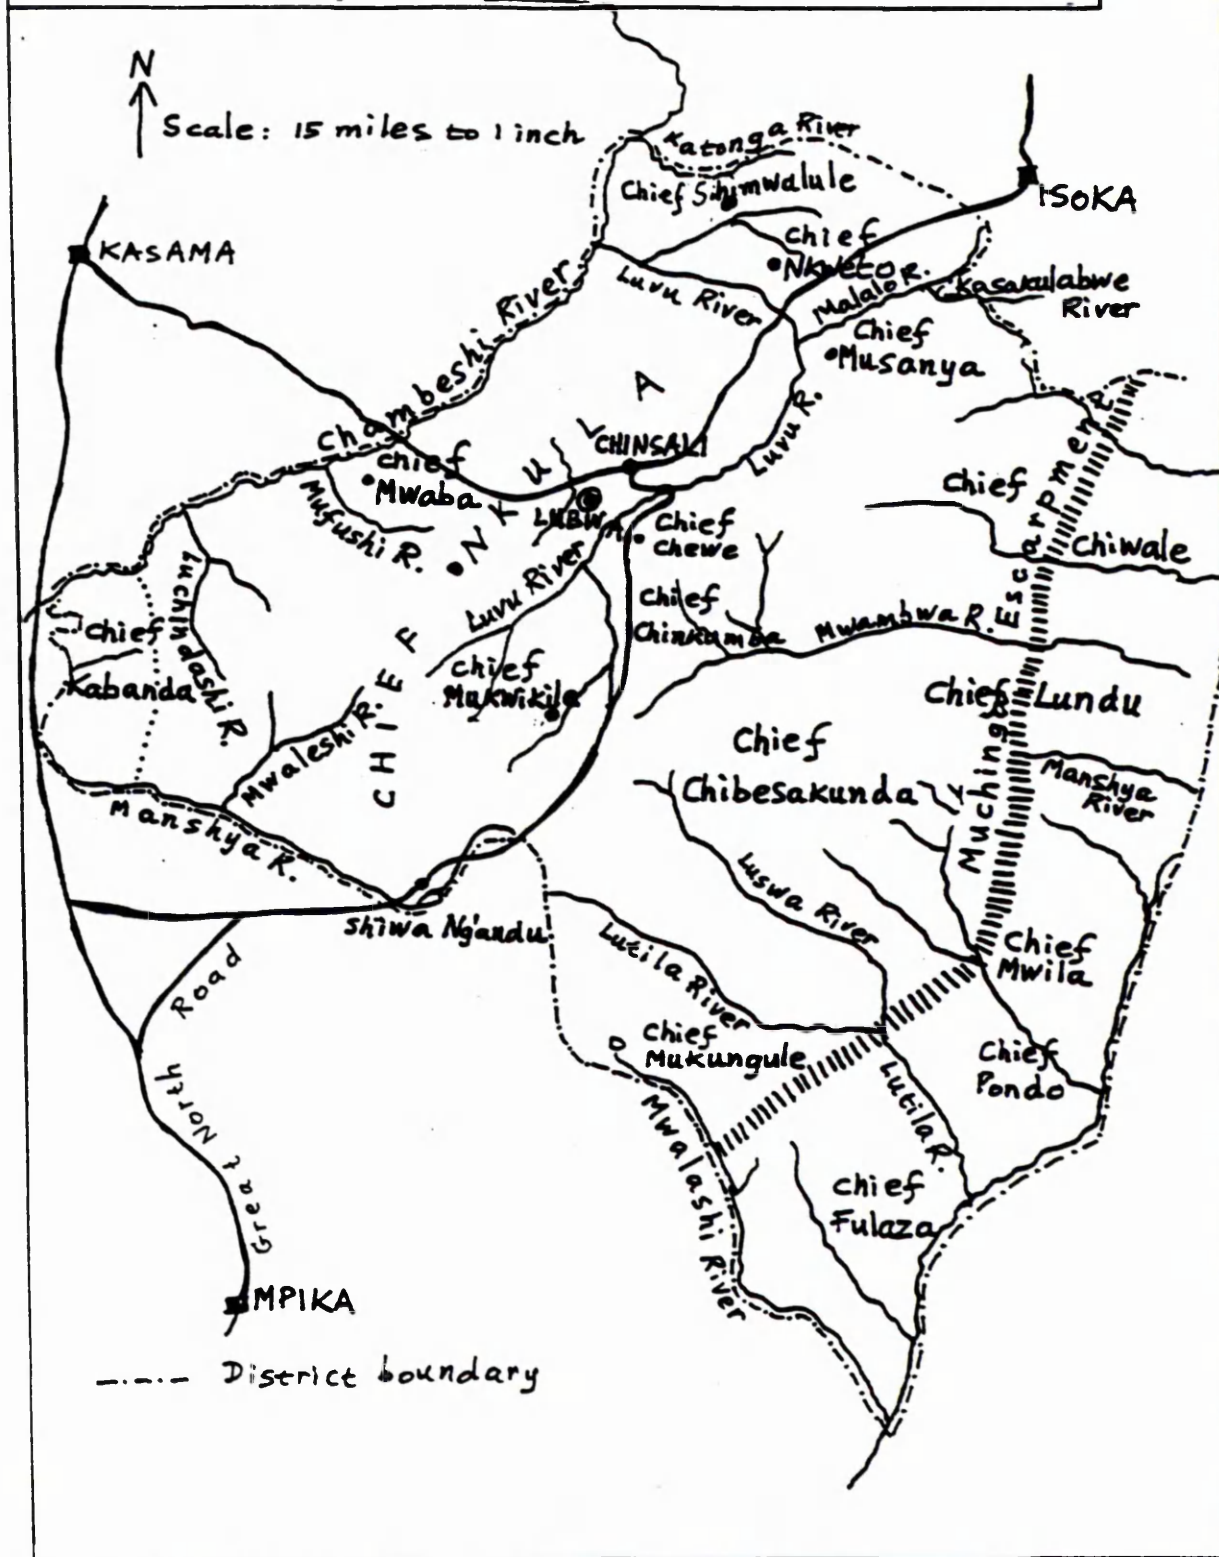 N
Scale: 15 miles to 1 inch
Katonga River
Chief Shimwalule
ISOKA
KASAMA
Chief
Nkweto
Malalo R.
Kasakulabwe
River
Luvu River
Chief
Musanya
Chambeshi River
CHINSALI
Luvu R.
Chief
Mwaba
Mufushi R.
LUBWA
Chief
Chewe
Chief
Chiwale
Muchinga Escarpment
CHIEF NKULA
Luvu River
Chief
Chinkumba
Mwambwa R.
Luchindashi R.
Chief
Kabanda
Chief
Mukwikile
Chief Lundu
Mwaleshi R.
Chief
Chibesakunda
Manshya
River
Manshya R.
Luswa River
Shiwa Ng'andu
Lutila River
Chief
Mwila
Great North Road
Chief
Mukungule
Chief
Pondo
Lutila R.
Mwalashi River
Chief
Fulaza
MPIKA
District boundary